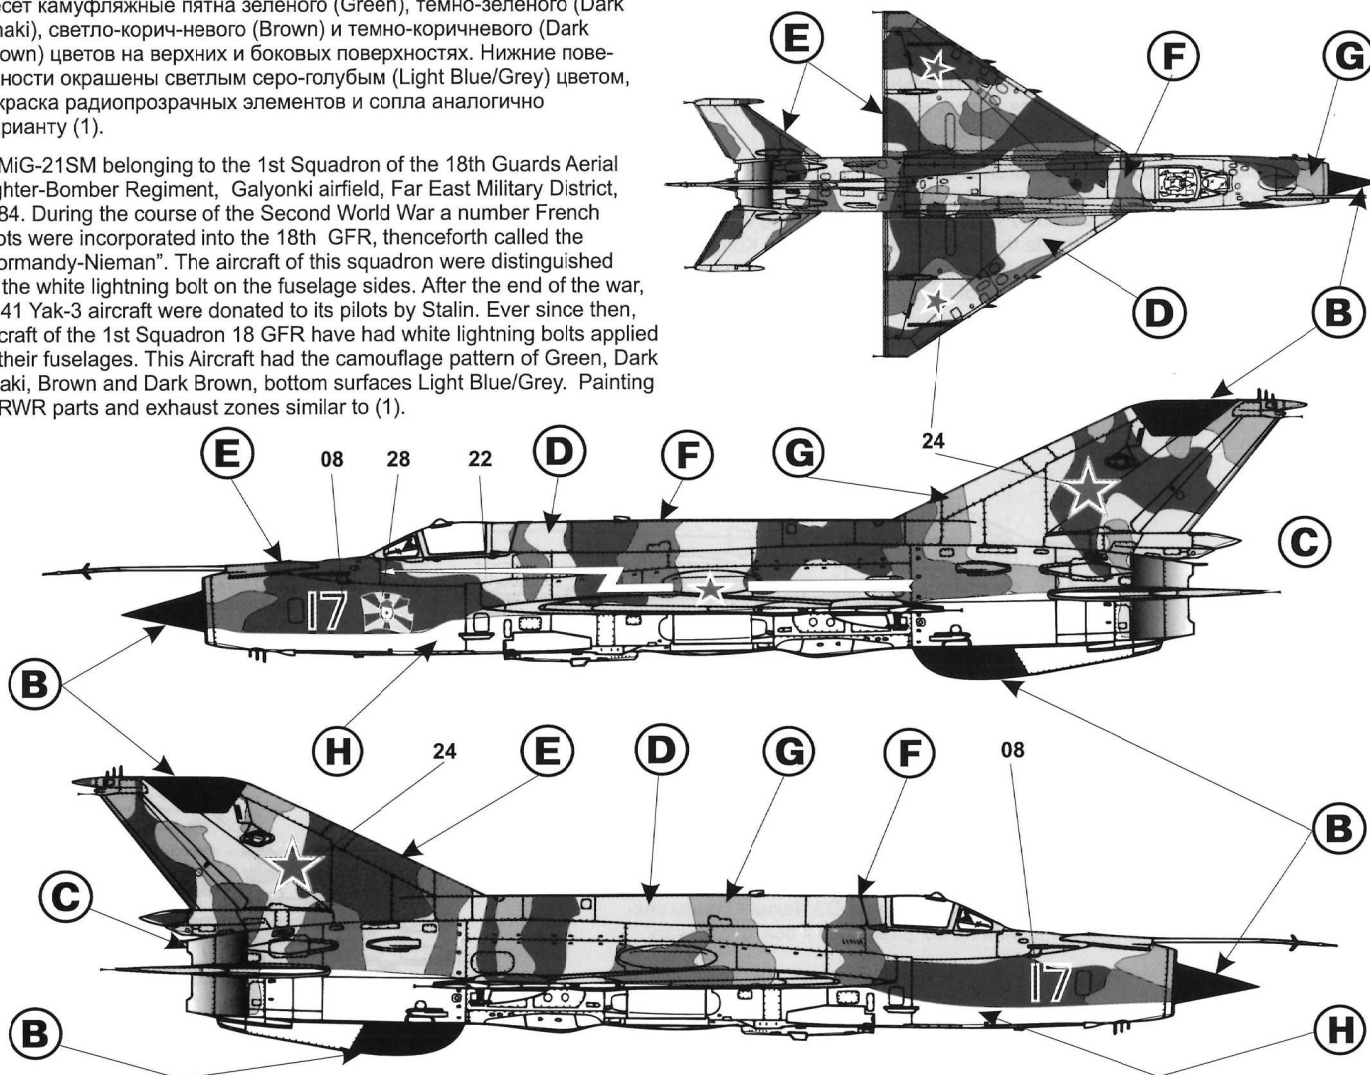 есет камуфляжные пятна зеленого (Green), темно-зеленого (Dark
haki), светло-корич-невого (Brown) и темно-коричневого (Dark
own) цветов на верхних и боковых поверхностях. Нижние пове-
ности окрашены светлым серо-голубым (Light Blue/Grey) цветом,
краска радиопрозрачных элементов и сопла аналогично
рианту (1).
MiG-21SM belonging to the 1st Squadron of the 18th Guards Aerial
ghter-Bomber Regiment, Galyonki airfield, Far East Military District,
84. During the course of the Second World War a number French
ots were incorporated into the 18th GFR, thenceforth called the
ormandy-Nieman”. The aircraft of this squadron were distinguished
the white lightning bolt on the fuselage sides. After the end of the war,
41 Yak-3 aircraft were donated to its pilots by Stalin. Ever since then,
craft of the 1st Squadron 18 GFR have had white lightning bolts applied
their fuselages. This Aircraft had the camouflage pattern of Green, Dark
aki, Brown and Dark Brown, bottom surfaces Light Blue/Grey. Painting
RWR parts and exhaust zones similar to (1).
E F G
D B
24
E 08 28 22 D F G
C
17
B
H 24 E D G F 08
B
C
17
B H